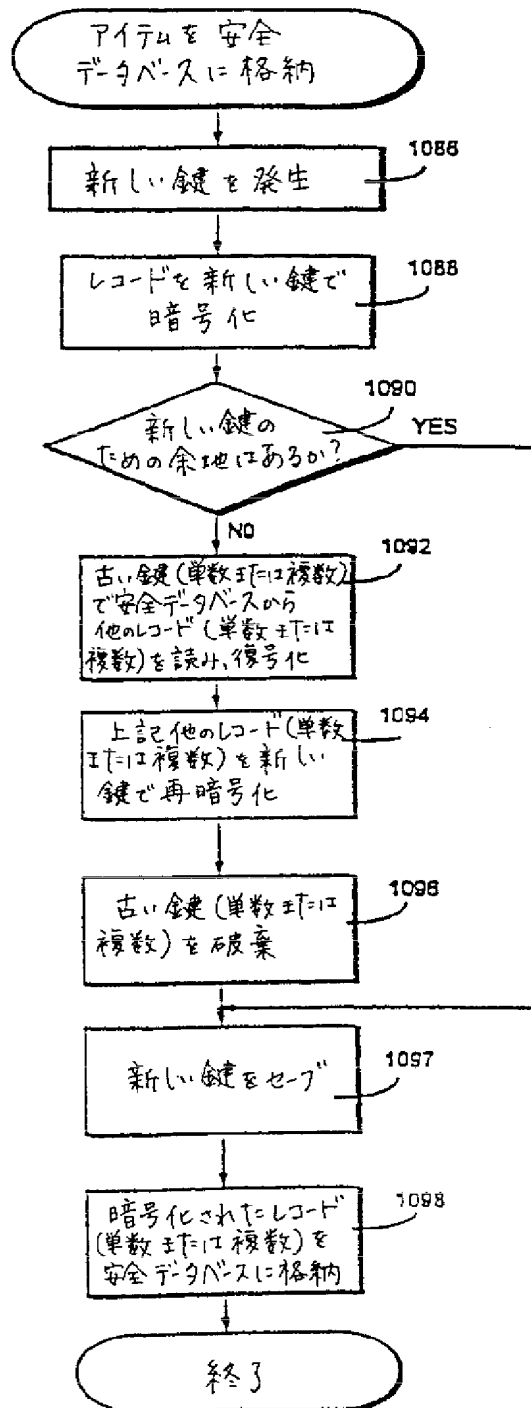 アイテムを安全
データベースに格納
1086
新しい鍵を発生
1088
レコードを新しい鍵で
暗号化
1090
新しい鍵の
ための余地はあるか?
YES
NO
1092
古い鍵(単数または複数)
で安全データベースから
他のレコード(単数または
複数)を読み、復号化
1094
上記他のレコード(単数
または複数)を新しい
鍵で再暗号化
1096
古い鍵(単数または
複数)を破棄
1097
新しい鍵をセーブ
1098
暗号化されたレコード
(単数または複数)を
安全データベースに格納
終了